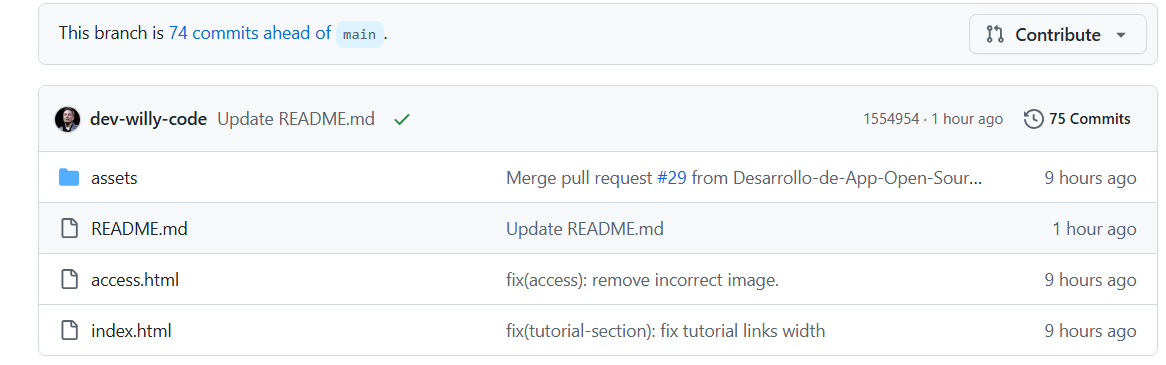 This branch is 74 commits ahead of main.
Contribute
dev-willy-code Update README.md 1554954 · 1 hour ago 75 Commits
assets Merge pull request #29 from Desarrollo-de-App-Open-Sour... 9 hours ago
README.md Update README.md 1 hour ago
access.html fix(access): remove incorrect image. 9 hours ago
index.html fix(tutorial-section): fix tutorial links width 9 hours ago